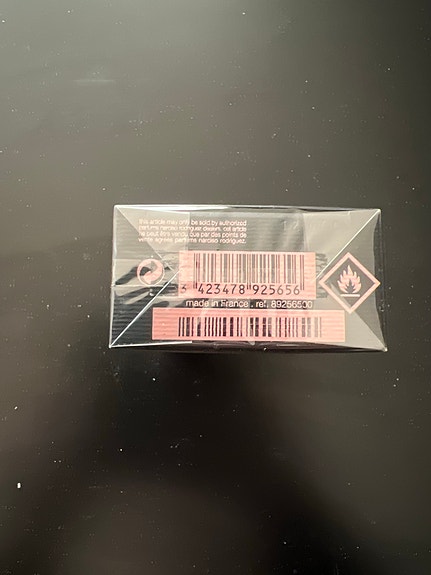 this article may only be sold by authorized
parfums narciso rodriguez dealers. cet article
ne peut être vendu que par des points de
vente agréés parfums narciso rodriguez.
3 423478 925656
made in France . ref. 89256500